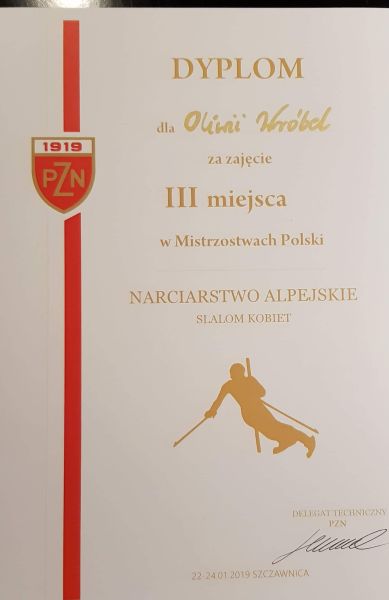 DYPLOM
dla Oliwii Wróbel
za zajęcie
1919
PZN
III miejsca
w Mistrzostwach Polski
NARCIARSTWO ALPEJSKIE
SLALOM KOBIET
DELEGAT TECHNICZNY
PZN
22-24.01.2019 SZCZAWNICA